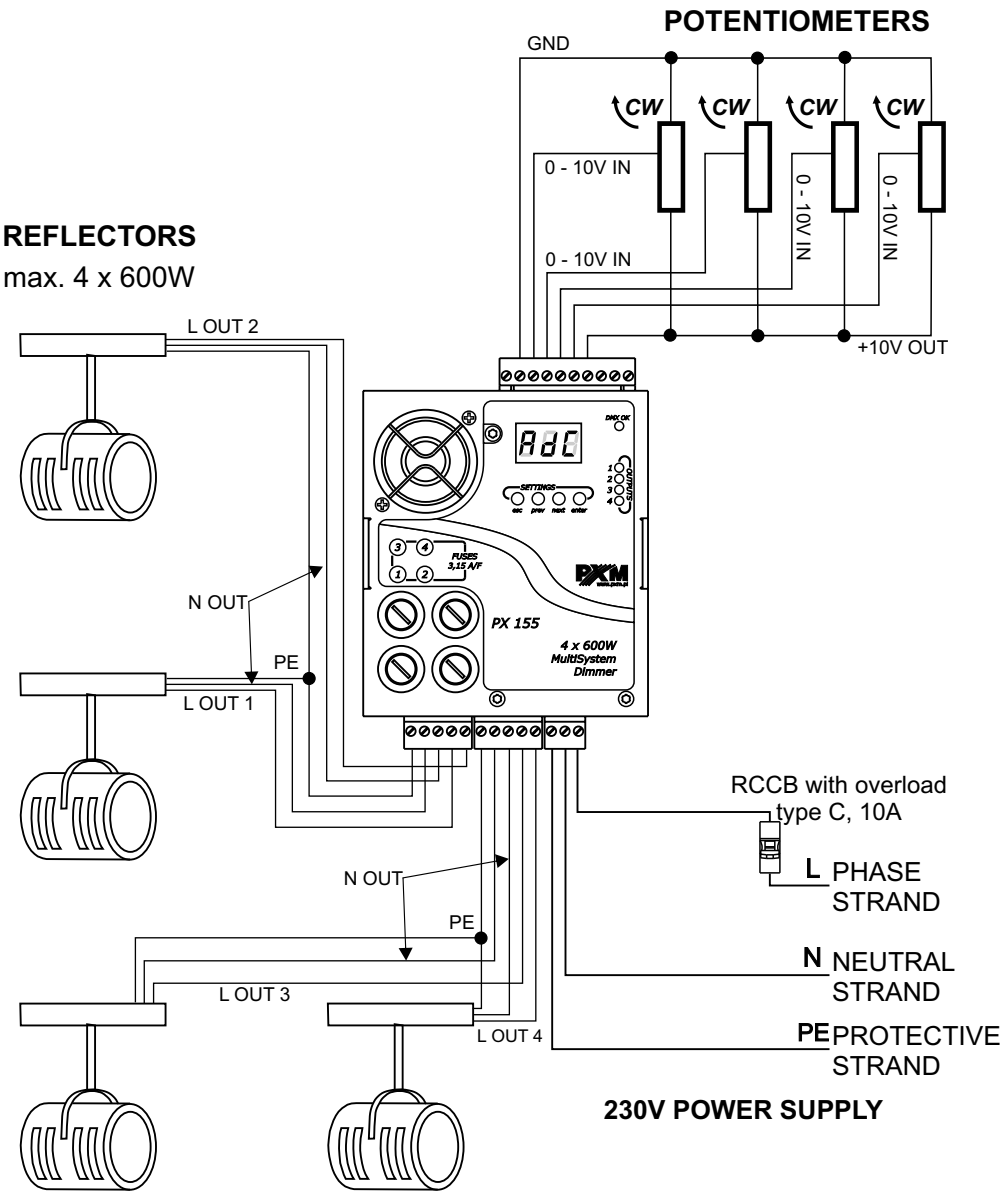 POTENTIOMETERS
GND
CW CW CW CW
0 - 10V IN
0 - 10V IN
0 - 10V IN
0 - 10V IN
+10V OUT
REFLECTORS
max. 4 x 600W
L OUT 2
N OUT
PE
L OUT 1
DMX OK
AdC
1
2
3
4
OUTPUTS
SETTINGS
esc prev next enter
3 4
1 2
FUSES
3,15 A/F
PXM
www.pxm.pl
PX 155
4 x 600W
MultiSystem
Dimmer
RCCB with overload
type C, 10A
L PHASE
STRAND
N OUT
PE
N NEUTRAL
STRAND
L OUT 3
L OUT 4
PE PROTECTIVE
STRAND
230V POWER SUPPLY